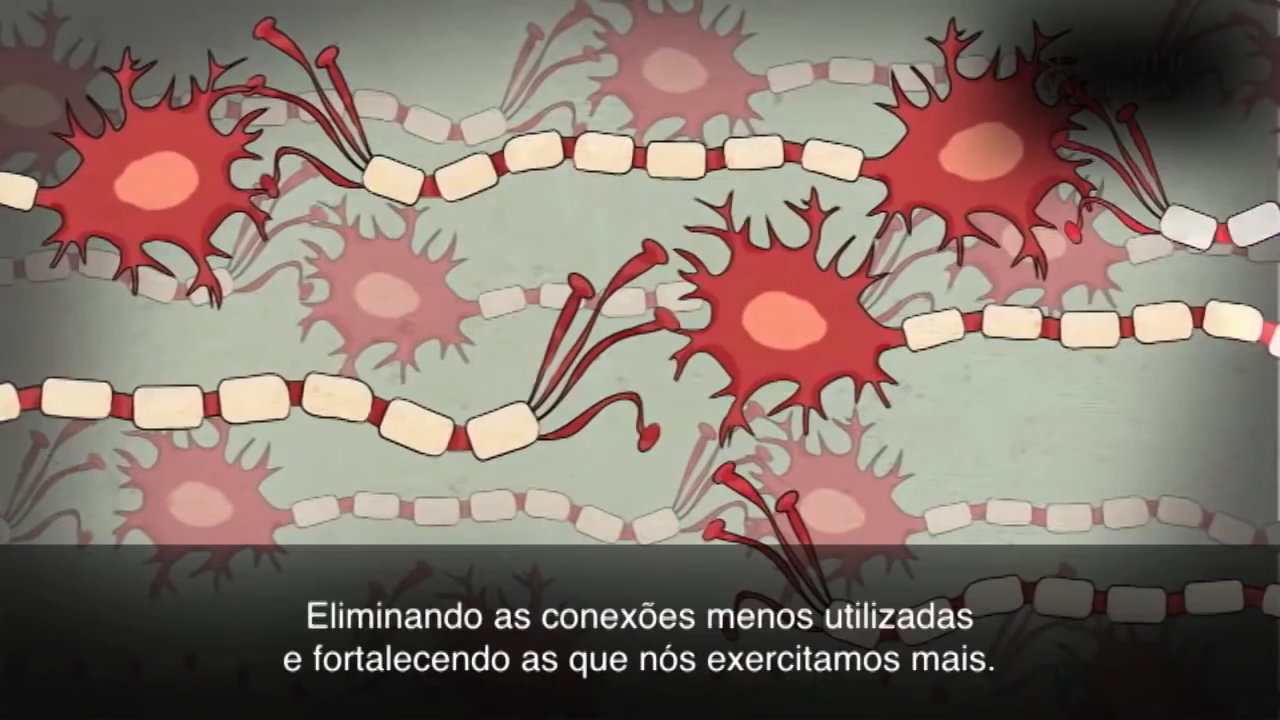 Eliminando as conexões menos utilizadas
e fortalecendo as que nós exercitamos mais.